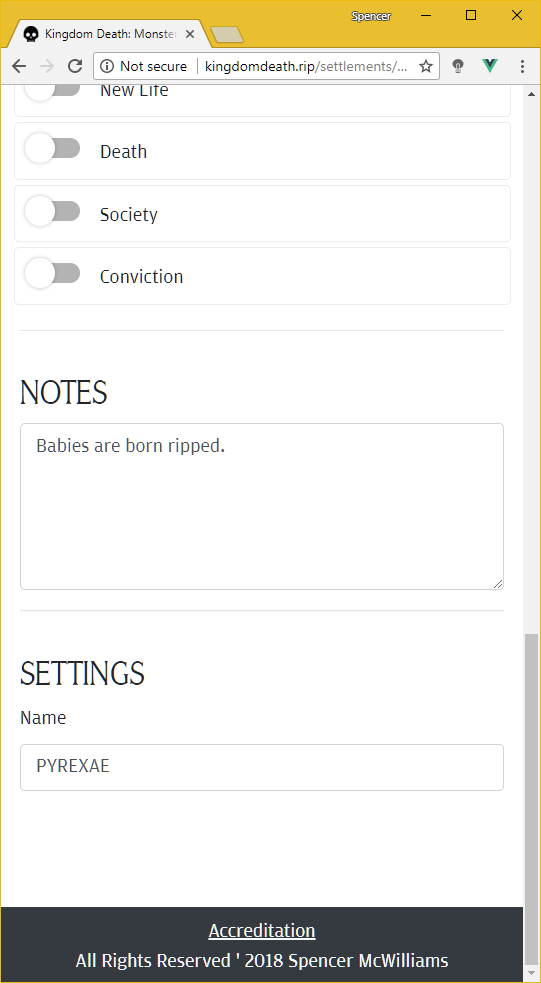 Spencer
Kingdom Death: Monster
Not secure kingdomdeath.rip/settlements/...
New Life
Death
Society
Conviction
NOTES
Babies are born ripped.
SETTINGS
Name
PYREXAE
Accreditation
All Rights Reserved ' 2018 Spencer McWilliams